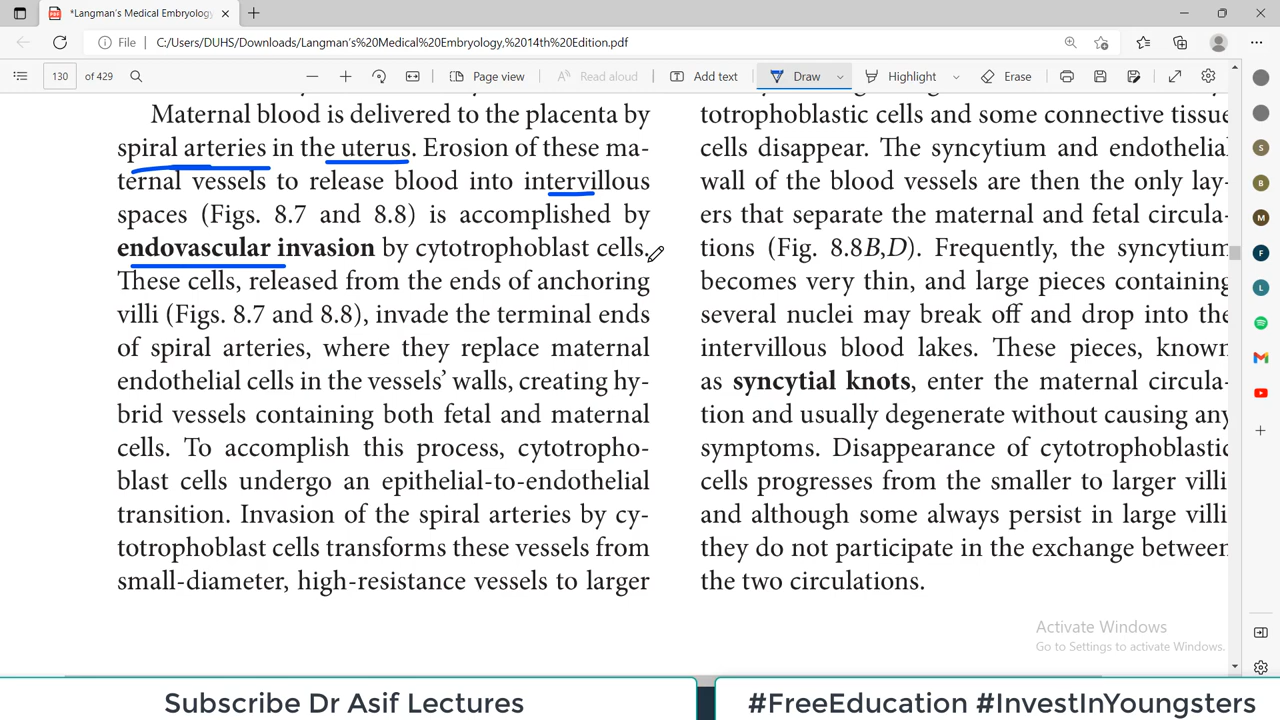 *Langman's Medical Embryology,
File
C:/Users/DUHS/Downloads/Langman's%20Medical%20Embryology,%2014th%20Edition.pdf
130 of 429
Page view
Read aloud
Add text
Draw
Highlight
Erase
Maternal blood is delivered to the placenta by
spiral arteries in the uterus. Erosion of these ma-
ternal vessels to release blood into intervillous
spaces (Figs. 8.7 and 8.8) is accomplished by
endovascular invasion by cytotrophoblast cells.
These cells, released from the ends of anchoring
villi (Figs. 8.7 and 8.8), invade the terminal ends
of spiral arteries, where they replace maternal
endothelial cells in the vessels' walls, creating hy-
brid vessels containing both fetal and maternal
cells. To accomplish this process, cytotropho-
blast cells undergo an epithelial-to-endothelial
transition. Invasion of the spiral arteries by cy-
totrophoblast cells transforms these vessels from
small-diameter, high-resistance vessels to larger
totrophoblastic cells and some connective tissue
cells disappear. The syncytium and endothelial
wall of the blood vessels are then the only lay-
ers that separate the maternal and fetal circula-
tions (Fig. 8.8B,D). Frequently, the syncytium
becomes very thin, and large pieces containing
several nuclei may break off and drop into the
intervillous blood lakes. These pieces, known
as syncytial knots, enter the maternal circula-
tion and usually degenerate without causing any
symptoms. Disappearance of cytotrophoblastic
cells progresses from the smaller to larger villi
and although some always persist in large villi
they do not participate in the exchange between
the two circulations.
Activate Windows
Go to Settings to activate Windows.
Subscribe Dr Asif Lectures
#FreeEducation #InvestInYoungsters